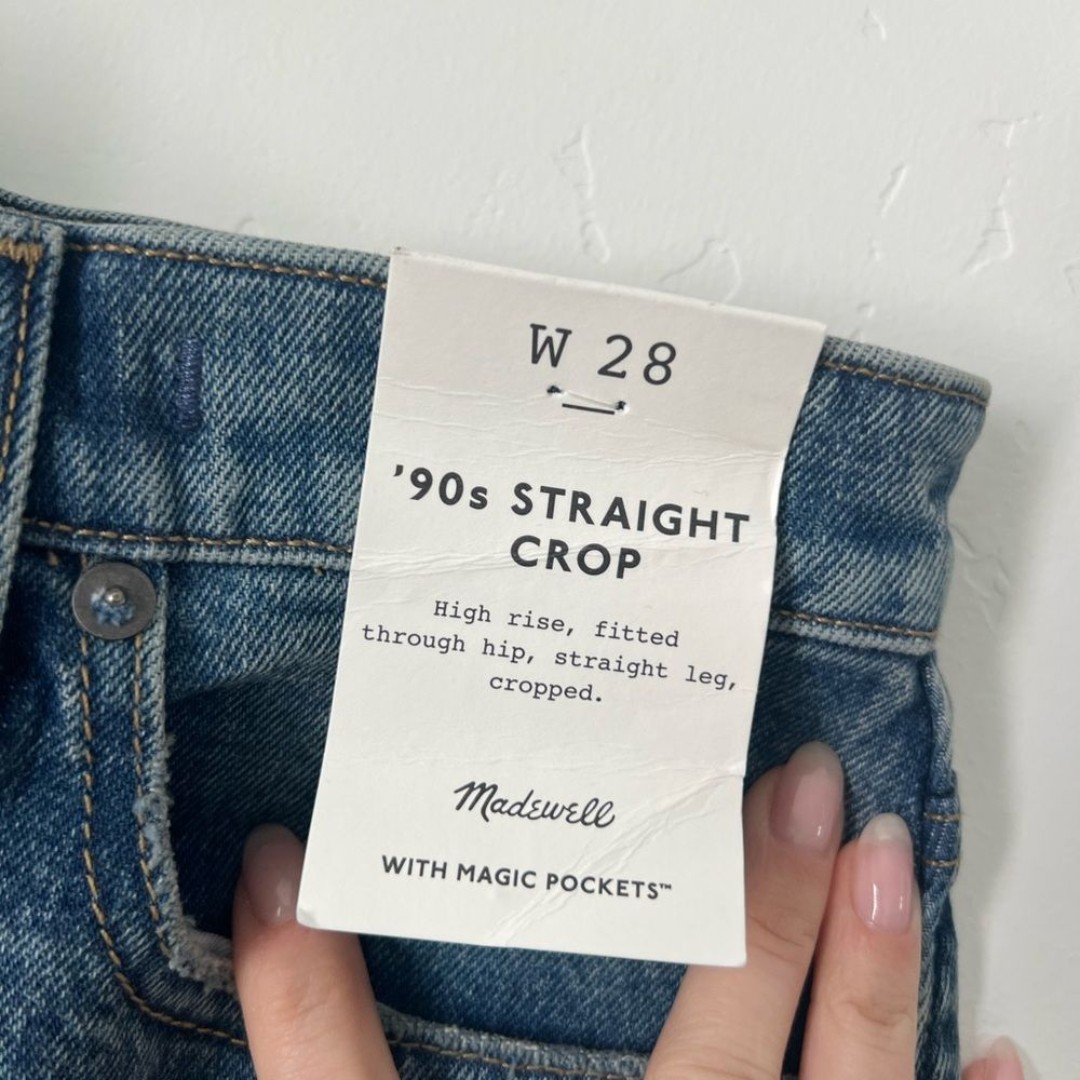 W 28
’90s STRAIGHT
CROP
High rise, fitted
through hip, straight leg,
cropped.
Madewell
WITH MAGIC POCKETS™